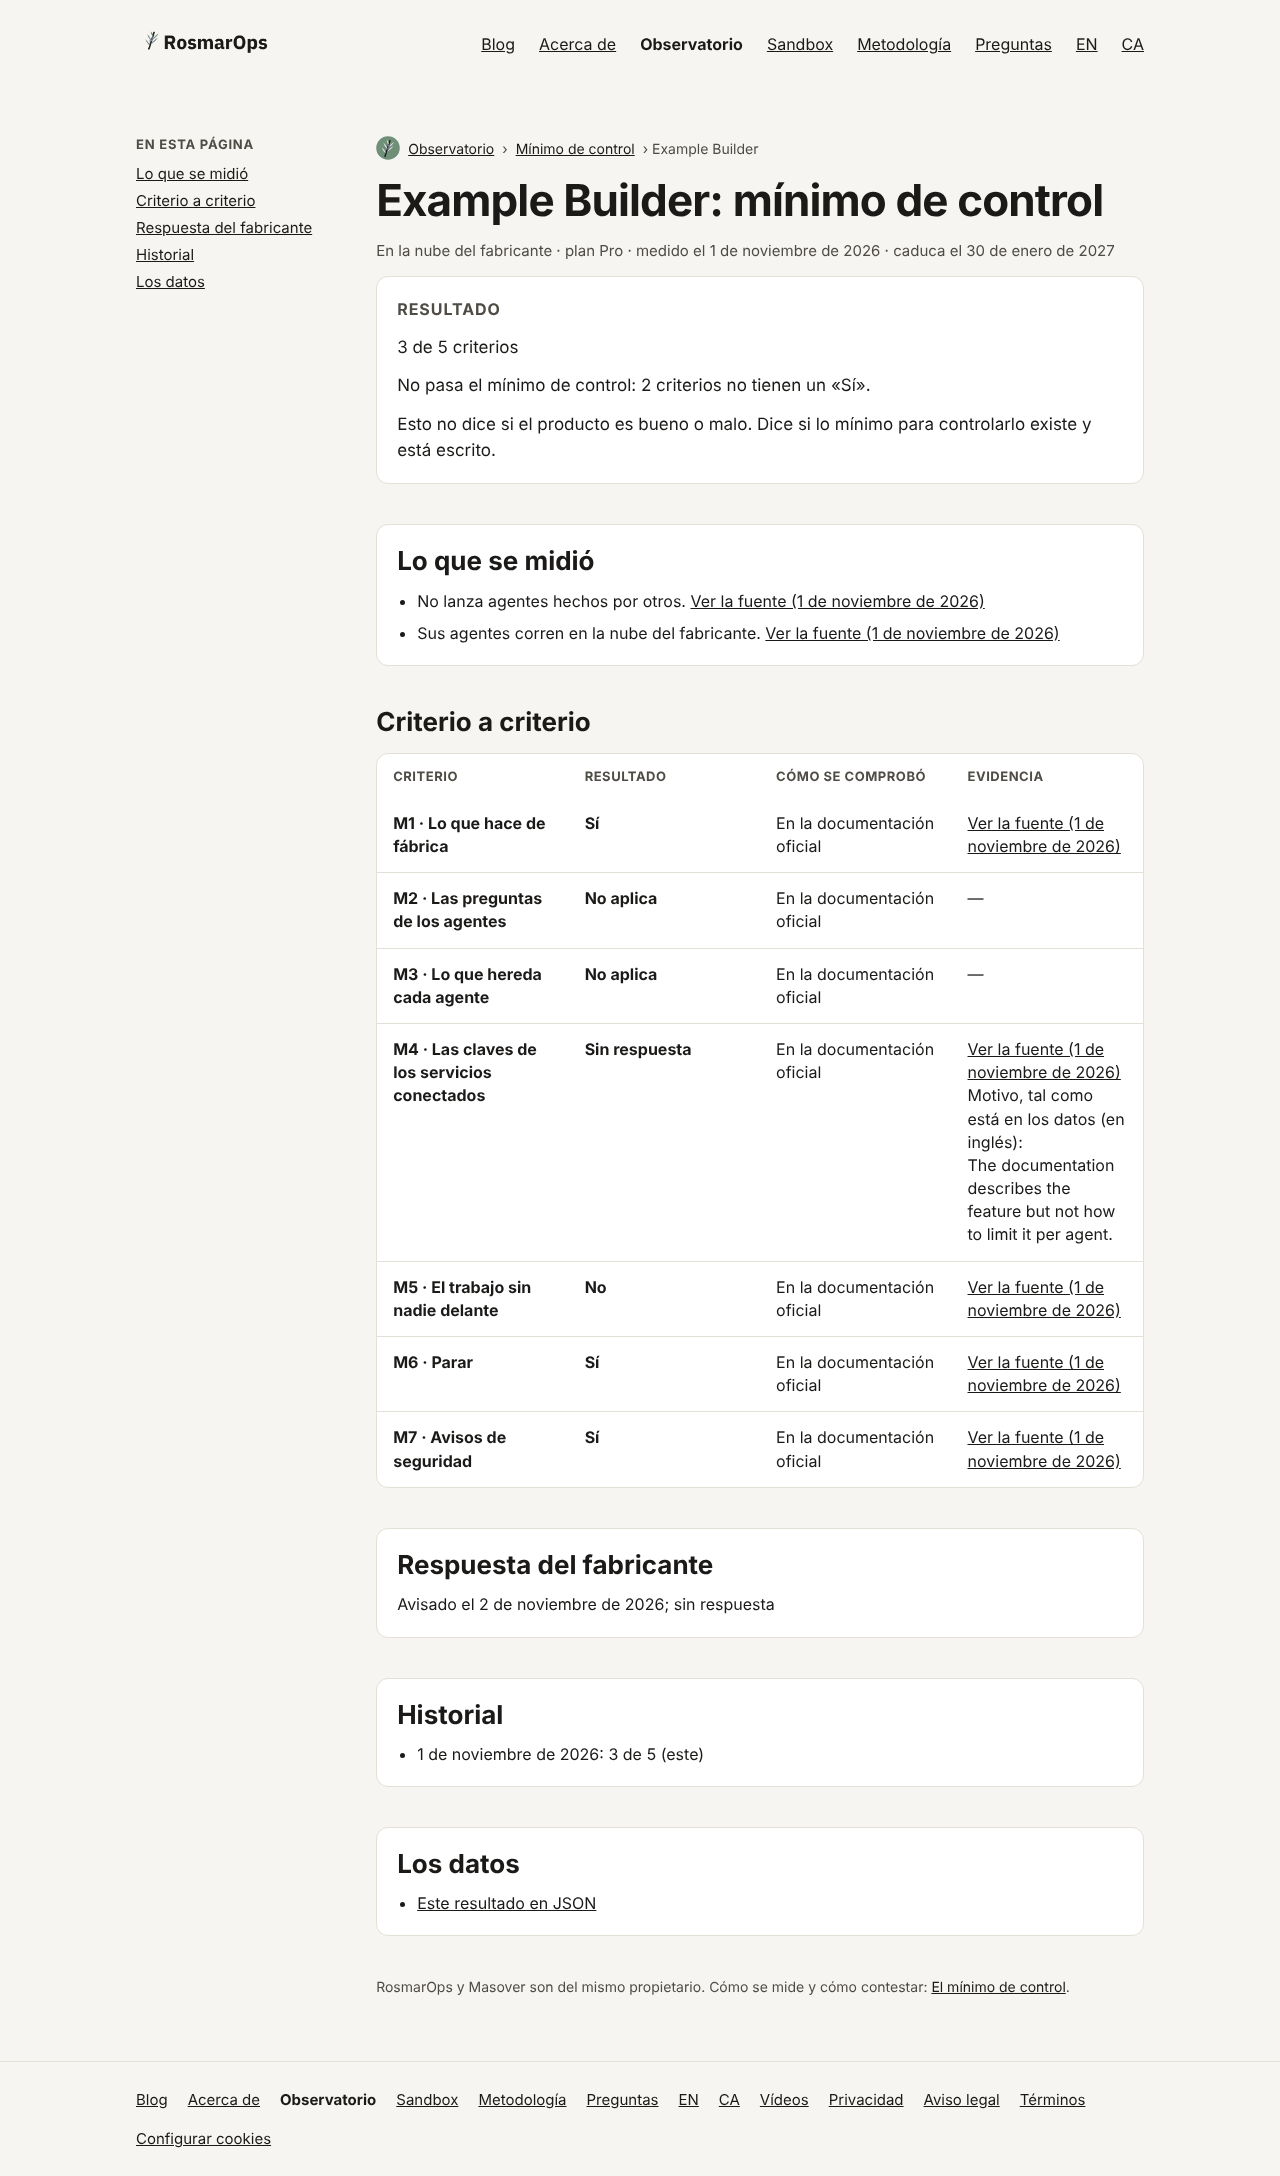 RosmarOps
Blog Acerca de Observatorio Sandbox Metodología Preguntas EN CA
EN ESTA PÁGINA
Lo que se midió
Criterio a criterio
Respuesta del fabricante
Historial
Los datos
Observatorio › Mínimo de control › Example Builder
Example Builder: mínimo de control
En la nube del fabricante · plan Pro · medido el 1 de noviembre de 2026 · caduca el 30 de enero de 2027
RESULTADO
3 de 5 criterios
No pasa el mínimo de control: 2 criterios no tienen un «Sí».
Esto no dice si el producto es bueno o malo. Dice si lo mínimo para controlarlo existe y
está escrito.
Lo que se midió
• No lanza agentes hechos por otros. Ver la fuente (1 de noviembre de 2026)
• Sus agentes corren en la nube del fabricante. Ver la fuente (1 de noviembre de 2026)
Criterio a criterio
CRITERIO RESULTADO CÓMO SE COMPROBÓ EVIDENCIA
M1 · Lo que hace de Sí En la documentación Ver la fuente (1 de
fábrica oficial noviembre de 2026)
M2 · Las preguntas No aplica En la documentación —
de los agentes oficial
M3 · Lo que hereda No aplica En la documentación —
cada agente oficial
M4 · Las claves de Sin respuesta En la documentación Ver la fuente (1 de
los servicios oficial noviembre de 2026)
conectados Motivo, tal como
está en los datos (en
inglés):
The documentation
describes the
feature but not how
to limit it per agent.
M5 · El trabajo sin No En la documentación Ver la fuente (1 de
nadie delante oficial noviembre de 2026)
M6 · Parar Sí En la documentación Ver la fuente (1 de
oficial noviembre de 2026)
M7 · Avisos de Sí En la documentación Ver la fuente (1 de
seguridad oficial noviembre de 2026)
Respuesta del fabricante
Avisado el 2 de noviembre de 2026; sin respuesta
Historial
• 1 de noviembre de 2026: 3 de 5 (este)
Los datos
• Este resultado en JSON
RosmarOps y Masover son del mismo propietario. Cómo se mide y cómo contestar: El mínimo de control.
Blog Acerca de Observatorio Sandbox Metodología Preguntas EN CA Vídeos Privacidad Aviso legal Términos
Configurar cookies